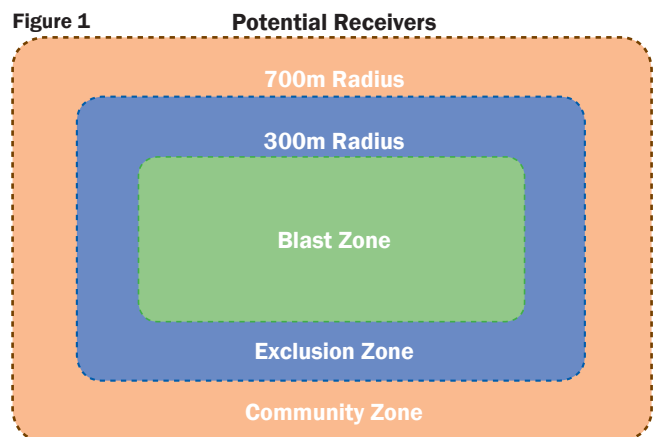 Figure 1
Potential Receivers
700m Radius
300m Radius
Blast Zone
Exclusion Zone
Community Zone